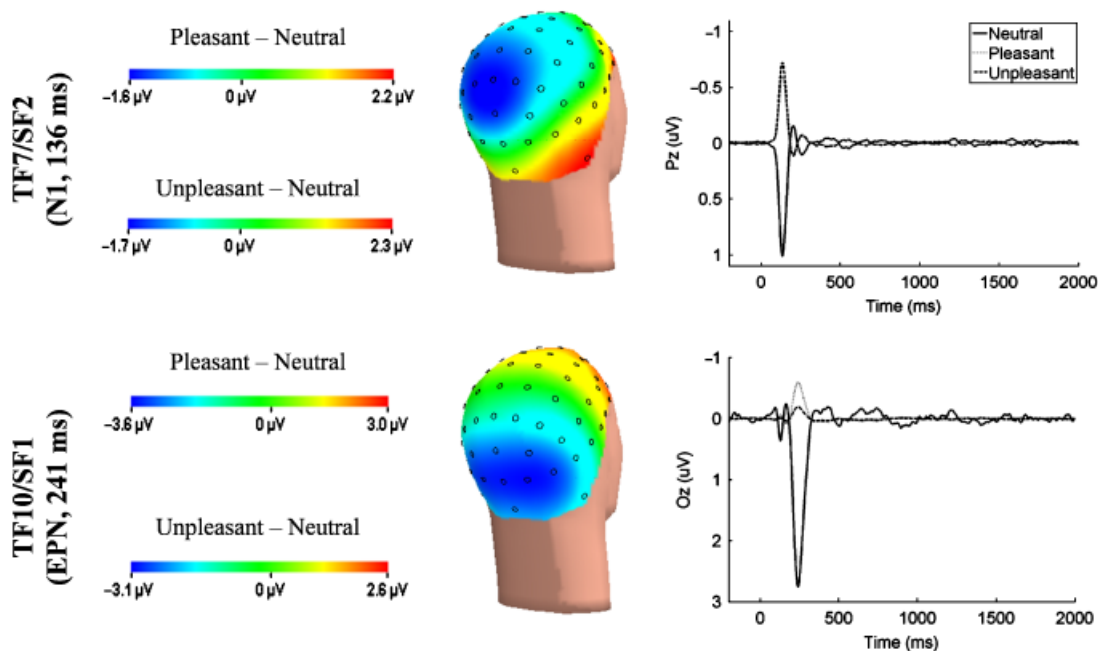 TF7/SF2
(N1, 136 ms)
Pleasant – Neutral
−1.6 µV 0 µV 2.2 µV
Unpleasant – Neutral
−1.7 µV 0 µV 2.3 µV
−1
−0.5
0
0.5
1
Pz (uV)
Neutral
Pleasant
Unpleasant
0 500 1000 1500 2000
Time (ms)
TF10/SF1
(EPN, 241 ms)
Pleasant – Neutral
−3.6 µV 0 µV 3.0 µV
Unpleasant – Neutral
−3.1 µV 0 µV 2.6 µV
−1
0
1
2
3
Oz (uV)
0 500 1000 1500 2000
Time (ms)